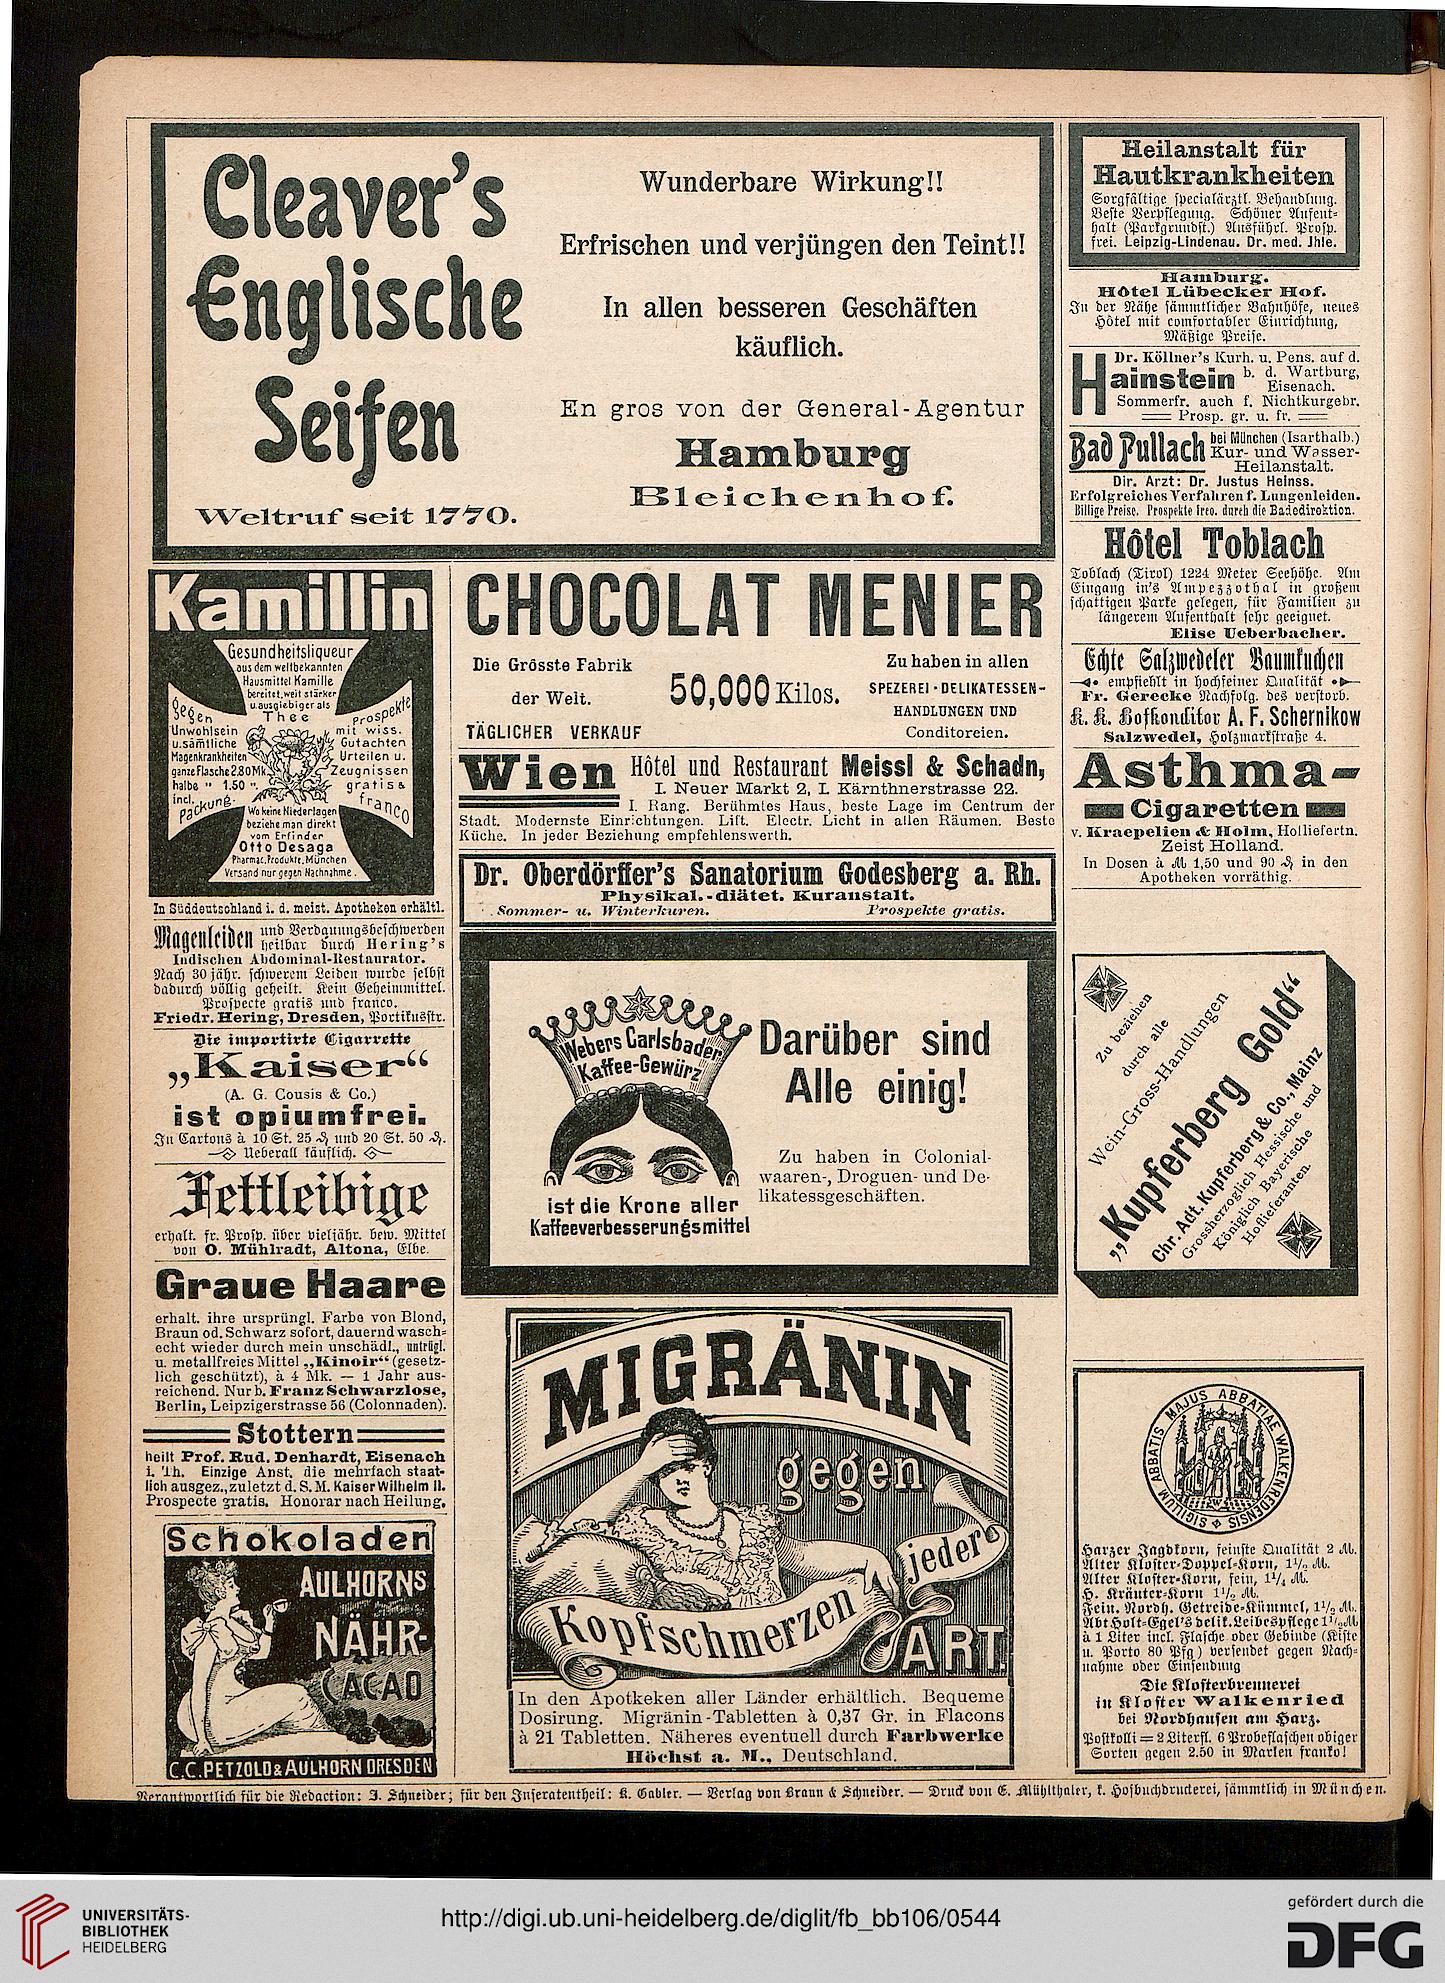 Cleaver's
Englische
Seifen
Weltruf seit 1770.
Wunderbare Wirkung!!
Erfrischen und verjüngen den Teint!!
In allen besseren Geschäften
käuflich.
En gros von der General-Agentur
Hamburg
Bleichenhof.
Kamillin
Gesundheitsliqueur
aus dem weltbekannten
Hausmittel Kamille
bereitet, weil stärker
u. ausgiebiger als
Thee
gegen
Unwohlsein
u. sämtliche
Magenkrankheiten
ganze Flasche 2.80 Mk.
halbe " 1.50 "
incl.
Packung.
Prospekte
mit wiss.
Gutachten
Urteilen u.
Zeugnissen
gratis &
franco
Wo keine Niederlagen
beziehe man direkt
vom Erfinder
Otto Desaga
Pharmac. Produkte. München
Versand nur gegen Nachnahme.
In Süddeutschland i. d. meist. Apotheken erhältl.
Magenleiden und Verdauungsbeschwerden
heilbar durch Hering's
Indischen Abdominal-Restaurator.
Nach 30 jähr. schwerem Leiden wurde selbst
dadurch völlig geheilt. Kein Geheimmittel.
Prospecte gratis und franco.
Friedr. Hering, Dresden, Portikusstr.
Die importirte Cigarrette
„Kaiser“
(A. G. Cousis & Co.)
ist opiumfrei.
In Cartons à 10 St. 25 ₰ und 20 St. 50 ₰.
Ueberall käuflich.
Fettleibige
erhalt. fr. Prosp. über vieljähr. bew. Mittel
von O. Mühlradt, Altona, Elbe.
Graue Haare
erhalt. ihre ursprüngl. Farbe von Blond,
Braun od. Schwarz sofort, dauernd wasch-
echt wieder durch mein unschädl., untrügl.
u. metallfreies Mittel „Kinoir“ (gesetz-
lich geschützt), à 4 Mk. — 1 Jahr aus-
reichend. Nur b. Franz Schwarzlose,
Berlin, Leipzigerstrasse 56 (Colonnaden).
Stottern
heilt Prof. Rud. Denhardt, Eisenach
i. Th. Einzige Anst. die mehrfach staat-
lich ausgez., zuletzt d. S. M. Kaiser Wilhelm II.
Prospecte gratis. Honorar nach Heilung.
Schokoladen
AULHORNS
NÄHR-
CACAO
C.C. PETZOLD & AULHORN DRESDEN
CHOCOLAT MENIER
Die Grösste Fabrik
der Welt.
TÄGLICHER VERKAUF
50,000 Kilos.
Zu haben in allen
SPEZEREI-DELIKATESSEN-
HANDLUNGEN UND
Conditoreien.
Wien Hôtel und Restaurant Meissl & Schadn,
I. Neuer Markt 2, I. Kärnthnerstrasse 22.
I. Rang. Berühmtes Haus, beste Lage im Centrum der
Stadt. Modernste Einrichtungen. Lift. Electr. Licht in allen Räumen. Beste
Küche. In jeder Beziehung empfehlenswerth.
Dr. Oberdörffer's Sanatorium Godesberg a. Rh.
Physikal.-diätet. Kuranstalt.
Sommer- u. Winterkuren. Prospekte gratis.
Webers Carlsbader
Kaffee-Gewürz
ist die Krone aller
Kaffeeverbesserungsmittel
Darüber sind
Alle einig!
Zu haben in Colonial-
waaren-, Droguen- und De-
likatessgeschäften.
MIGRÄNIN
gegen
jeder
ART
Kopfschmerzen
In den Apotkeken aller Länder erhältlich. Bequeme
Dosirung. Migränin-Tabletten à 0,37 Gr. in Flacons
à 21 Tabletten. Näheres eventuell durch Farbwerke
Höchst a. M., Deutschland.
Heilanstalt für
Hautkrankheiten
Sorgfältige specialärztl. Behandlung.
Beste Verpflegung. Schöner Aufent-
halt (Parkgrundst.) Ausführl. Prosp.
frei. Leipzig-Lindenau. Dr. med. Jhle.
Hamburg.
Hôtel Lübecker Hof.
In der Nähe sämmtlicher Bahnhöfe, neues
Hôtel mit comfortabler Einrichtung,
Mäßige Preise.
Dr. Köllner's Kurh. u. Pens. auf d.
Hainstein b. d. Wartburg,
Eisenach.
Sommerfr. auch f. Nichtkurgebr.
Prosp. gr. u. fr.
Bad Pullach bei München (Isarthalb.)
Kur- und Wasser-
Heilanstalt.
Dir. Arzt: Dr. Justus Heinss.
Erfolgreiches Verfahren f. Lungenleiden.
Billige Preise. Prospekte frco. durch die Badedirektion.
Hôtel Toblach
Toblach (Tirol) 1224 Meter Seehöhe. Am
Eingang in's Ampezzothal in großem
schattigen Parke gelegen, für Familien zu
längerem Aufenthalt sehr geeignet.
Elise Ueberbacher.
Echte Salzwedeler Baumkuchen
empfiehlt in hochfeiner Qualität
Fr. Gerecke Nachfolg. des verstorb.
K. K. Hofkonditor A. F. Schernikow
Salzwedel, Holzmarktstraße 4.
Asthma-
Cigaretten
v. Kraepelien & Holm, Hofliefertn.
Zeist Holland.
In Dosen à ℳ 1,50 und 90 ₰ in den
Apotheken vorräthig.
Zu beziehen
durch alle
Wein-Gross-Handlungen
„Kupferberg Gold“
Chr. Adt. Kupferberg & Co., Mainz
Grossherzoglich Hessische und
Königlich Bayerische
Hoflieferanten.
SIGILIUM ABBATIS MAJUS ABBATIAE WALKENREDENSIS
Harzer Jagdkorn, feinste Qualität 2 ℳ.
Alter Kloster-Doppel-Korn, 1½ ℳ.
Alter Kloster-Korn, fein, 1¼ ℳ.
H. Kräuter-Korn 1½ ℳ.
Fein. Nordh. Getreide-Kümmel, 1½ ℳ.
Abt Holt-Egel's delik. Leibespflege 1½ ℳ
à 1 Liter incl. Flasche oder Gebinde (Kiste
u. Porto 80 Pfg) versendet gegen Nach-
nahme oder Einsendung
Die Klosterbrennerei
in Kloster Walkenried
bei Nordhausen am Harz.
Postkolli = 2 Literfl. 6 Probeflaschen obiger
Sorten gegen 2.50 in Marken franko!
Verantwortlich für die Redaction: J. Schneider; für den Inseratentheil: K. Gabler. — Verlag von Braun & Schneider. — Druck von E. Mühlthaler, k. Hofbuchdruckerei, sämmtlich in München.
UNIVERSITÄTS-
BIBLIOTHEK
HEIDELBERG
http://digi.ub.uni-heidelberg.de/diglit/fb_bb106/0544
gefördert durch die
DFG